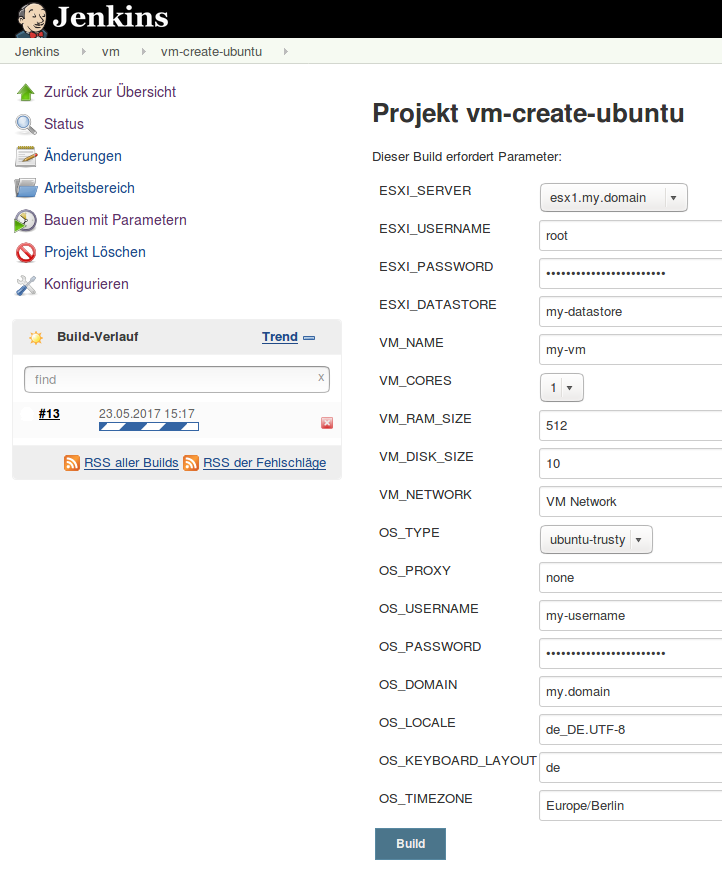 Jenkins
Jenkins vm vm-create-ubuntu
Zurück zur Übersicht
Status
Änderungen
Arbeitsbereich
Bauen mit Parametern
Projekt Löschen
Konfigurieren
Build-Verlauf Trend
find x
#13 23.05.2017 15:17
RSS aller Builds RSS der Fehlschläge
Projekt vm-create-ubuntu
Dieser Build erfordert Parameter:
ESXI_SERVER esx1.my.domain
ESXI_USERNAME root
ESXI_PASSWORD ••••••••••••••••••••••••
ESXI_DATASTORE my-datastore
VM_NAME my-vm
VM_CORES 1
VM_RAM_SIZE 512
VM_DISK_SIZE 10
VM_NETWORK VM Network
OS_TYPE ubuntu-trusty
OS_PROXY none
OS_USERNAME my-username
OS_PASSWORD ••••••••••••••••••••••••
OS_DOMAIN my.domain
OS_LOCALE de_DE.UTF-8
OS_KEYBOARD_LAYOUT de
OS_TIMEZONE Europe/Berlin
Build